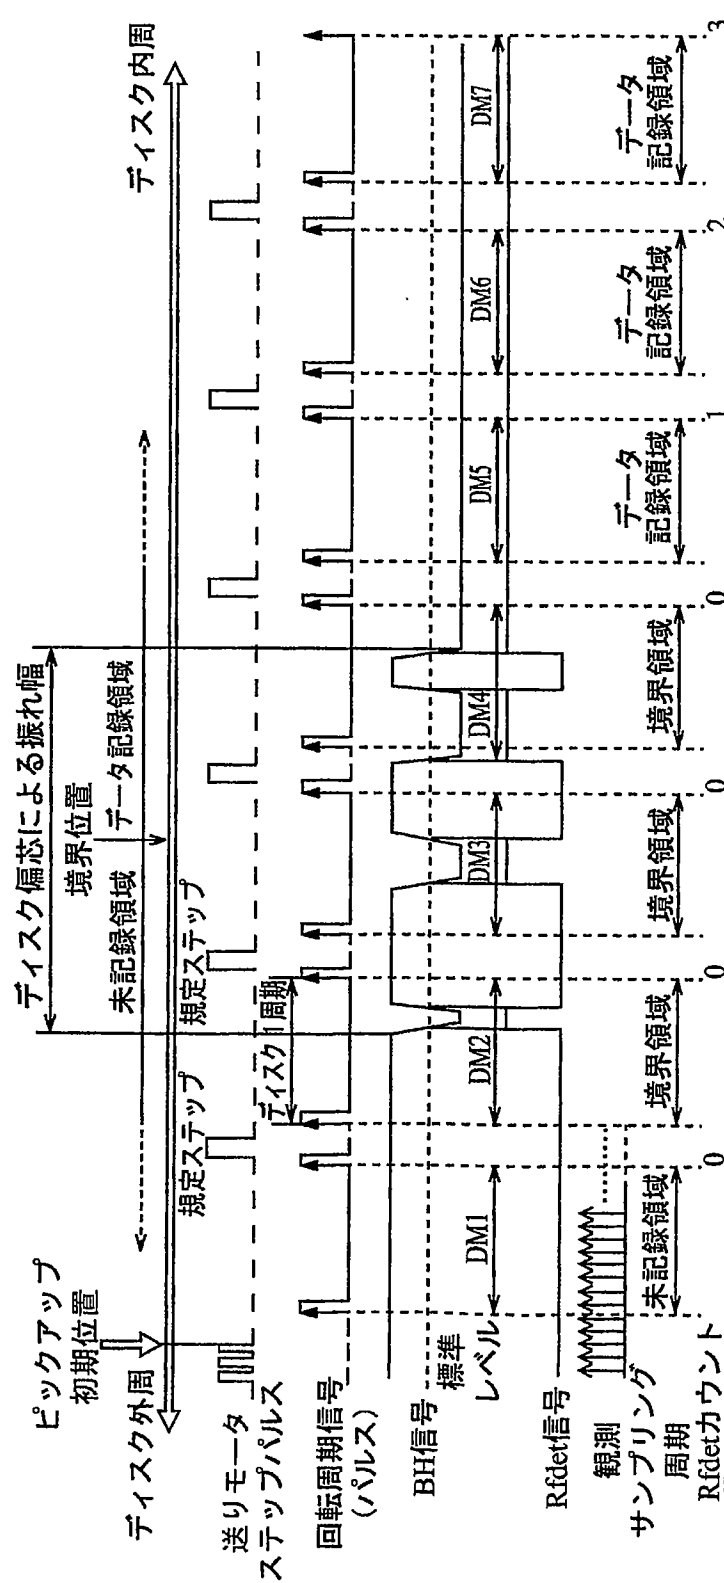 ピックアップ
初期位置
ディスク偏芯による振れ幅
境界位置
未記録領域
データ記録領域
ディスク外周
ディスク内周
規定ステップ
規定ステップ
送りモータ
ステップパルス
ディスク1周期
回転周期信号
(パルス)
BH信号
標準
レベル
DM1
DM2
DM3
DM4
DM5
DM6
DM7
Rfdet信号
観測
サンプリング
周期
未記録領域
境界領域
境界領域
境界領域
データ
記録領域
データ
記録領域
データ
記録領域
Rfdetカウント
0
0
0
0
1
2
3